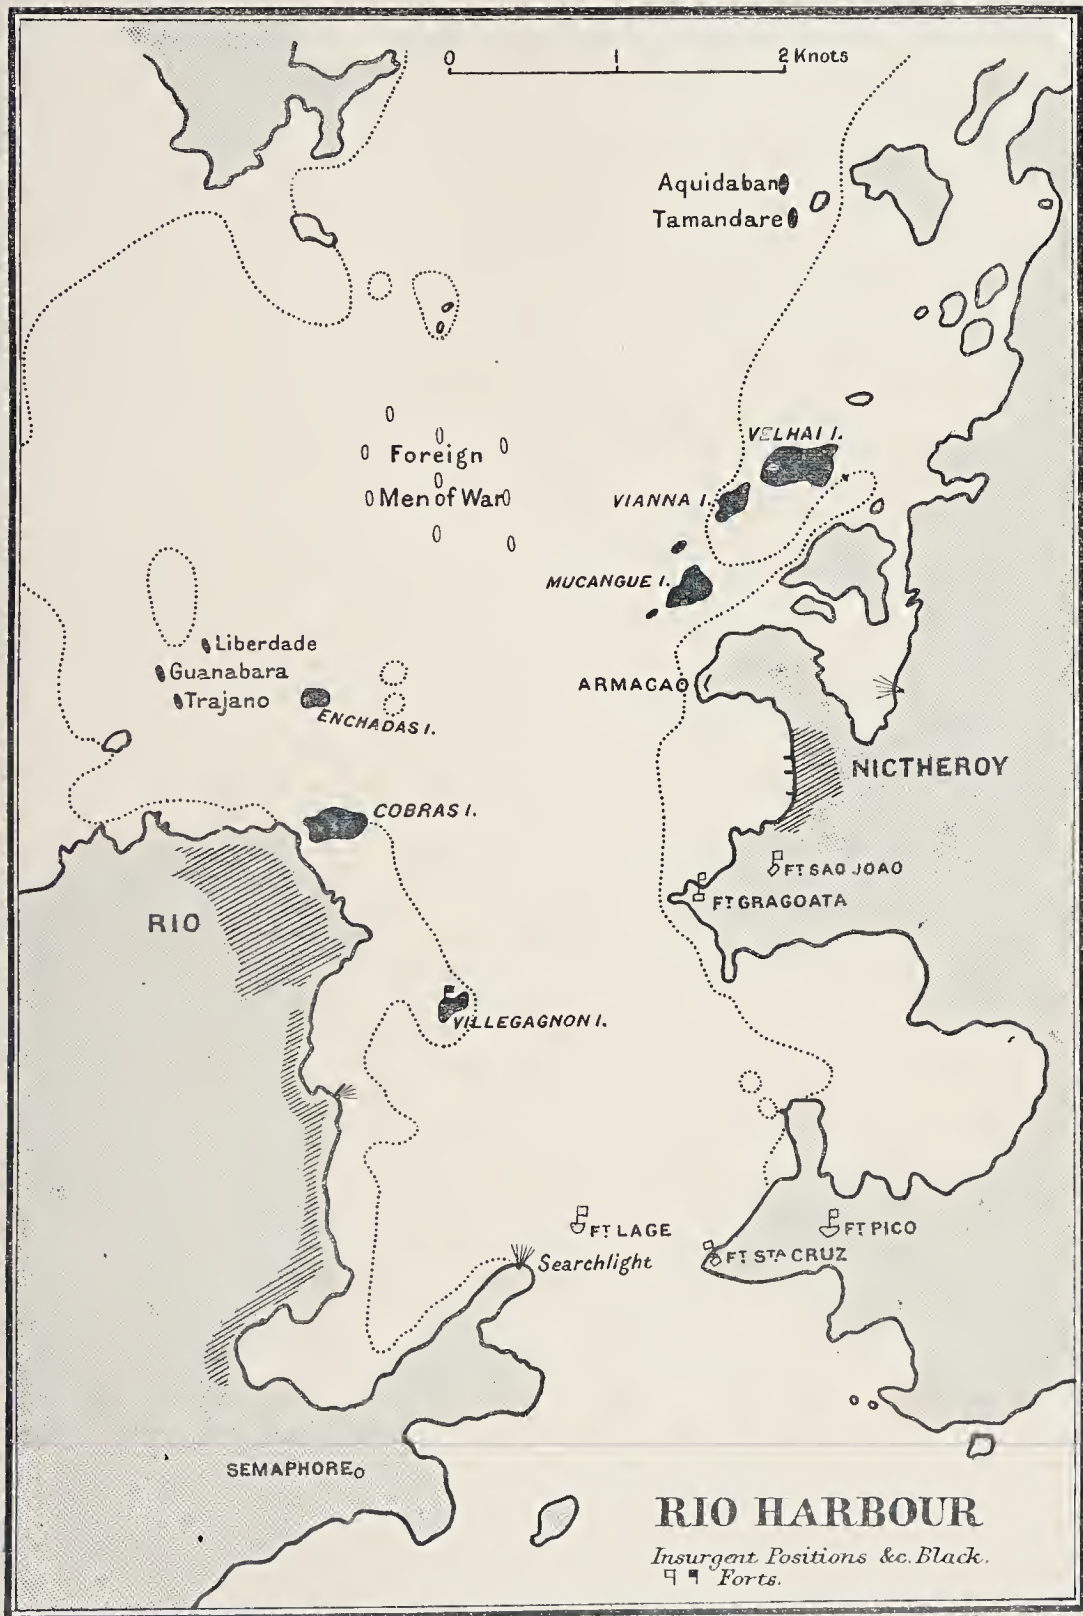 0 1 2 Knots
Aquidaban
Tamandare
VELHAI I.
Foreign
Men of War
VIANNA I.
MUCANGUE I.
Liberdade
Guanabara
Trajano
ENCHADAS I.
ARMACAO
NICTHEROY
COBRAS I.
FT SAO JOAO
FT GRAGOATA
RIO
VILLEGAGNON I.
FT LAGE
FT PICO
Searchlight
FT STA CRUZ
SEMAPHORE
RIO HARBOUR
Insurgent Positions &c. Black.
Forts.